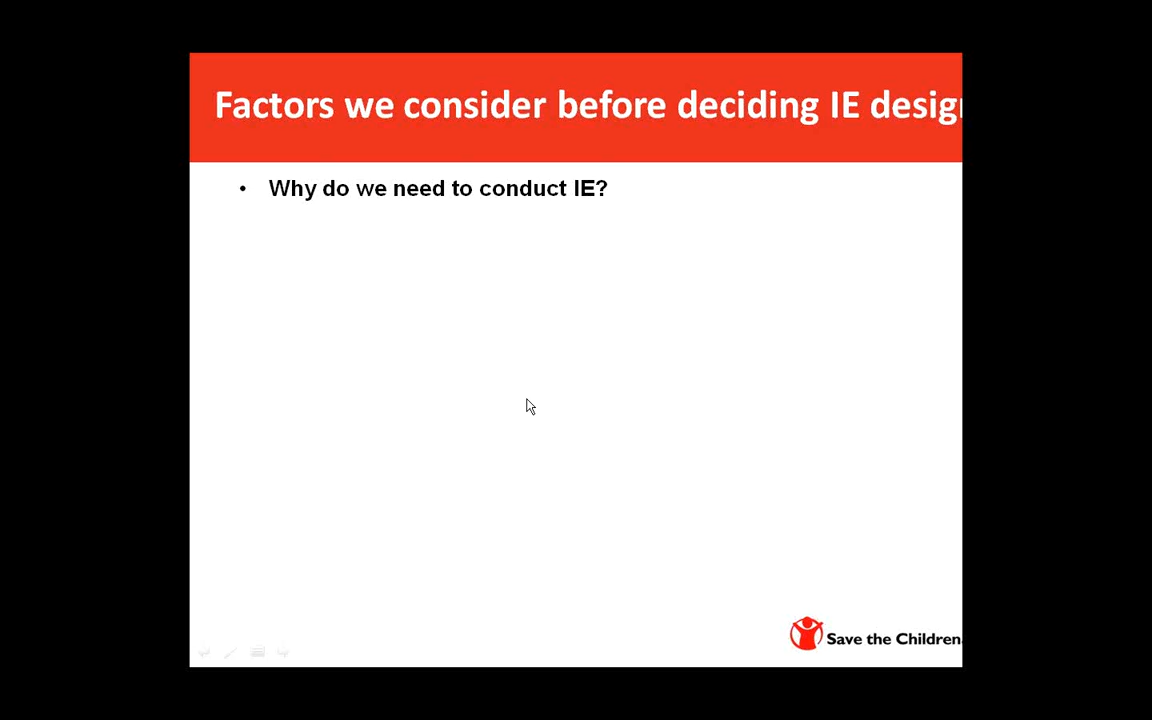 Factors we consider before deciding IE desig
• Why do we need to conduct IE?
Save the Children